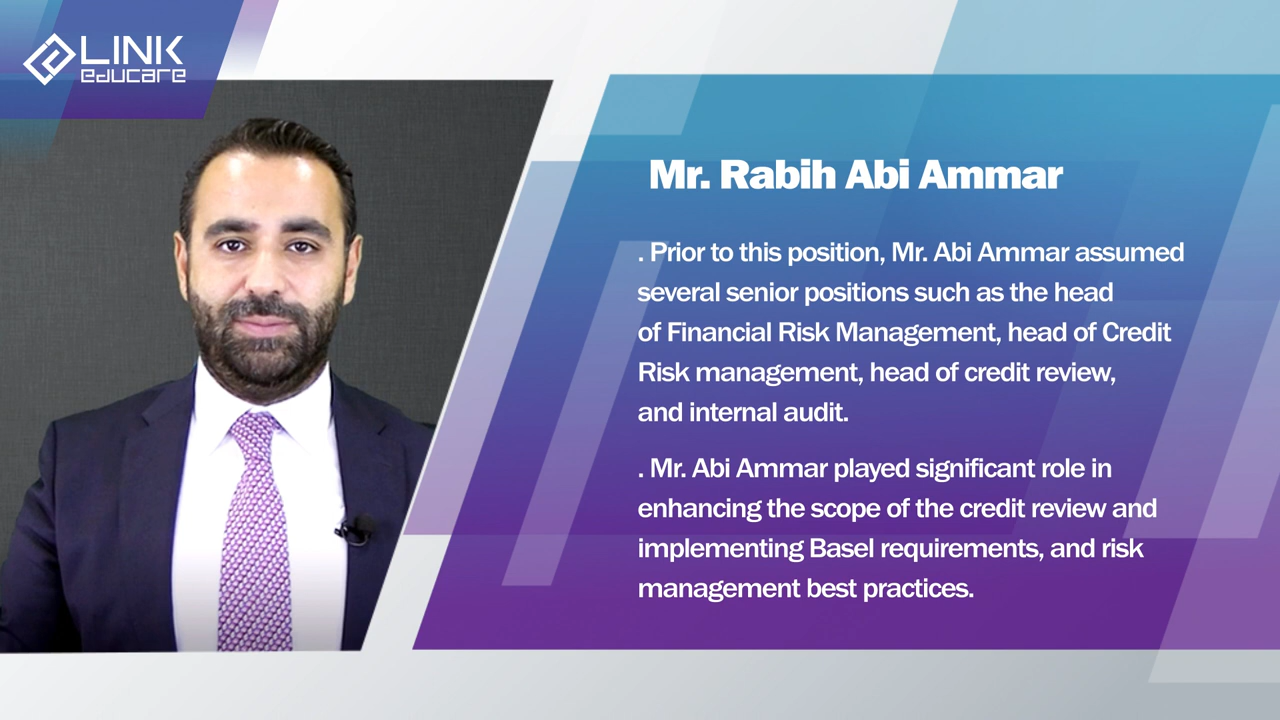 LINK
educare
Mr. Rabih Abi Ammar
. Prior to this position, Mr. Abi Ammar assumed
several senior positions such as the head
of Financial Risk Management, head of Credit
Risk management, head of credit review,
and internal audit.
. Mr. Abi Ammar played significant role in
enhancing the scope of the credit review and
implementing Basel requirements, and risk
management best practices.